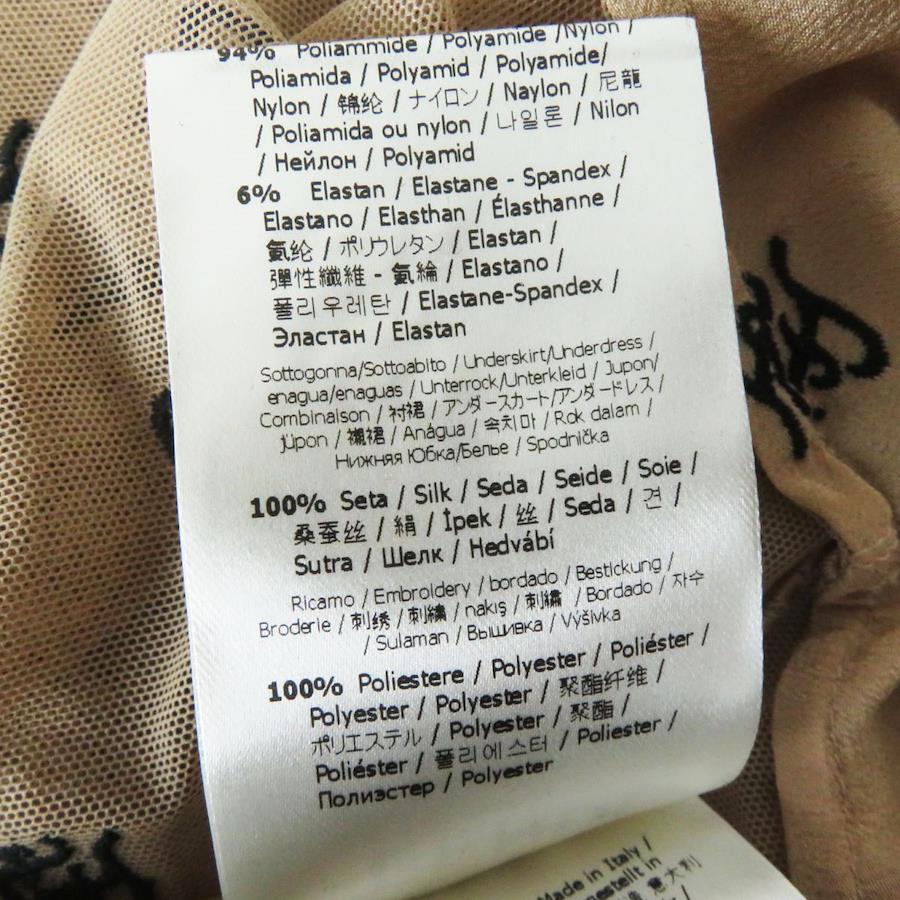 94% Poliammide / Polyamide /Nylon /
Poliamida / Polyamid / Polyamide/
Nylon / 锦纶 / ナイロン / Naylon / 尼龍
/ Poliamida ou nylon / 나일론 / Nilon
/ Нейлон / Polyamid
6% Elastan / Elastane - Spandex /
Elastano / Elasthan / Élasthanne /
氨纶 / ポリウレタン / Elastan /
彈性纖維 - 氨綸 / Elastano /
폴리우레탄 / Elastane-Spandex /
Эластан / Elastan
Sottogonna/Sottoabito / Underskirt/Underdress /
enagua/enaguas / Unterrock/Unterkleid / Jupon/
Combinaison / 衬裙 / アンダースカート/アンダードレス /
jüpon / 襯裙 / Anágua / 속치마 / Rok dalam /
Нижняя Юбка/Белье / Spodnička
100% Seta / Silk / Seda / Seide / Soie /
桑蚕丝 / 絹 / İpek / 丝 / Seda / 견 /
Sutra / Шелк / Hedvábí
Ricamo / Embroidery / bordado / Bestickung /
Broderie / 刺绣 / 刺繍 / nakış / 刺繡 / Bordado / 자수
/ Sulaman / Вышивка / Výšivka
100% Poliestere / Polyester / Poliéster /
Polyester / Polyester / 聚酯纤维 /
ポリエステル / Polyester / 聚酯 /
Poliéster / 폴리에스터 / Poliester /
Полиэстер / Polyester
Made in Italy /
gestellt in
意大利